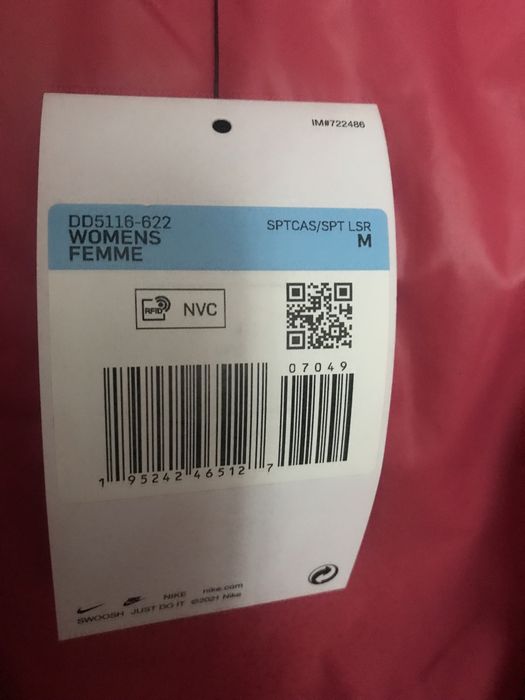 IM#722486
DD5116-622
SPTCAS/SPT LSR
WOMENS
M
FEMME
RFID NVC
07049
1 95242 46512 7
NIKE nike.com
SWOOSH JUST DO IT ©2021 Nike